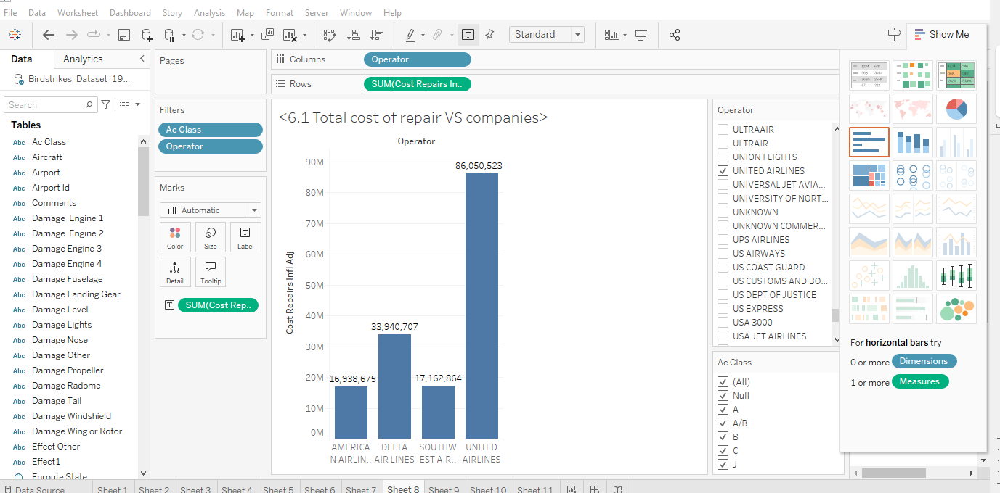 File Data Worksheet Dashboard Story Analysis Map Format Server Window Help
Standard
Show Me
Data Analytics
Birdstrikes_Dataset_19...
Search
Tables
Abc Ac Class
Abc Aircraft
Abc Airport
Abc Airport Id
Abc Comments
Abc Damage Engine 1
Abc Damage Engine 2
Abc Damage Engine 3
Abc Damage Engine 4
Abc Damage Fuselage
Abc Damage Landing Gear
Abc Damage Level
Abc Damage Lights
Abc Damage Nose
Abc Damage Other
Abc Damage Propeller
Abc Damage Radome
Abc Damage Tail
Abc Damage Windshield
Abc Damage Wing or Rotor
Abc Effect Other
Abc Effect1
Enroute State
Pages
Filters
Ac Class
Operator
Marks
Automatic
Color Size Label
Detail Tooltip
SUM(Cost Rep..
Columns Operator
Rows SUM(Cost Repairs In..
<6.1 Total cost of repair VS companies>
Operator
Cost Repairs Infl Adj
90M
80M
70M
60M
50M
40M
30M
20M
10M
0M
86,050,523
33,940,707
16,938,675
17,162,864
AMERICA
N AIRLIN..
DELTA
AIR LINES
SOUTHW
EST AIR..
UNITED
AIRLINES
Operator
ULTRAAIR
ULTRAIR
UNION FLIGHTS
UNITED AIRLINES
UNIVERSAL JET AVIA...
UNIVERSITY OF NORT...
UNKNOWN
UNKNOWN COMMER...
UPS AIRLINES
US AIRWAYS
US COAST GUARD
US CUSTOMS AND BO...
US DEPT OF JUSTICE
US EXPRESS
USA 3000
USA JET AIRLINES
Ac Class
(All)
Null
A
A/B
B
C
J
For horizontal bars try
0 or more Dimensions
1 or more Measures
Data Source Sheet 1 Sheet 2 Sheet 3 Sheet 4 Sheet 5 Sheet 6 Sheet 7 Sheet 8 Sheet 9 Sheet 10 Sheet 11